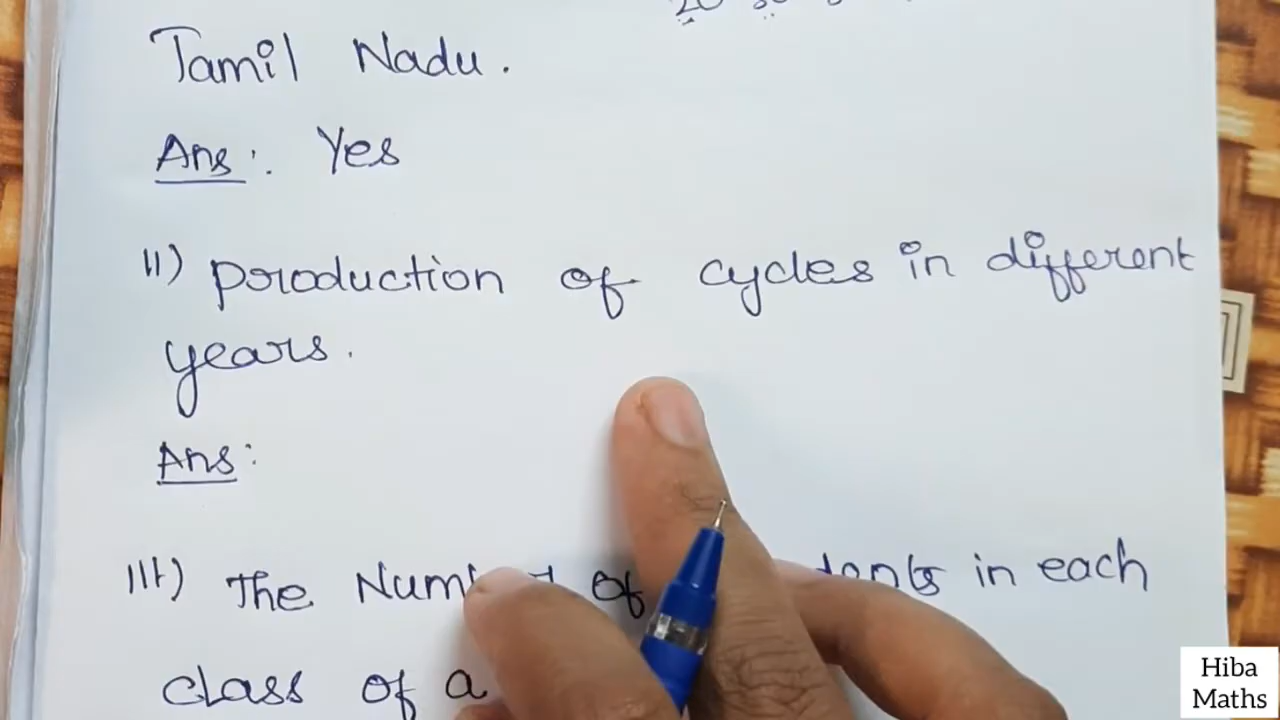 Tamil Nadu.
Ans: Yes
ii) production of cycles in different
years.
Ans:
iii) The of in each
class of a
Hiba
Maths